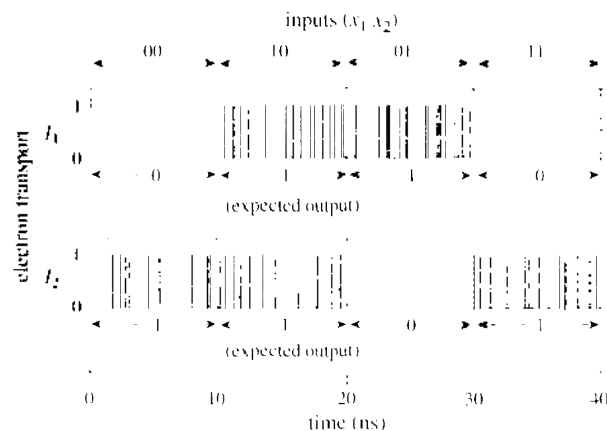 inputs (x₁ x₂)
00 10 01 11
electron transport
I₁
1
0
0 1 1 0
(expected output)
I₂
1
0
1 1 0 1
(expected output)
0 10 20 30 40
time (ns)